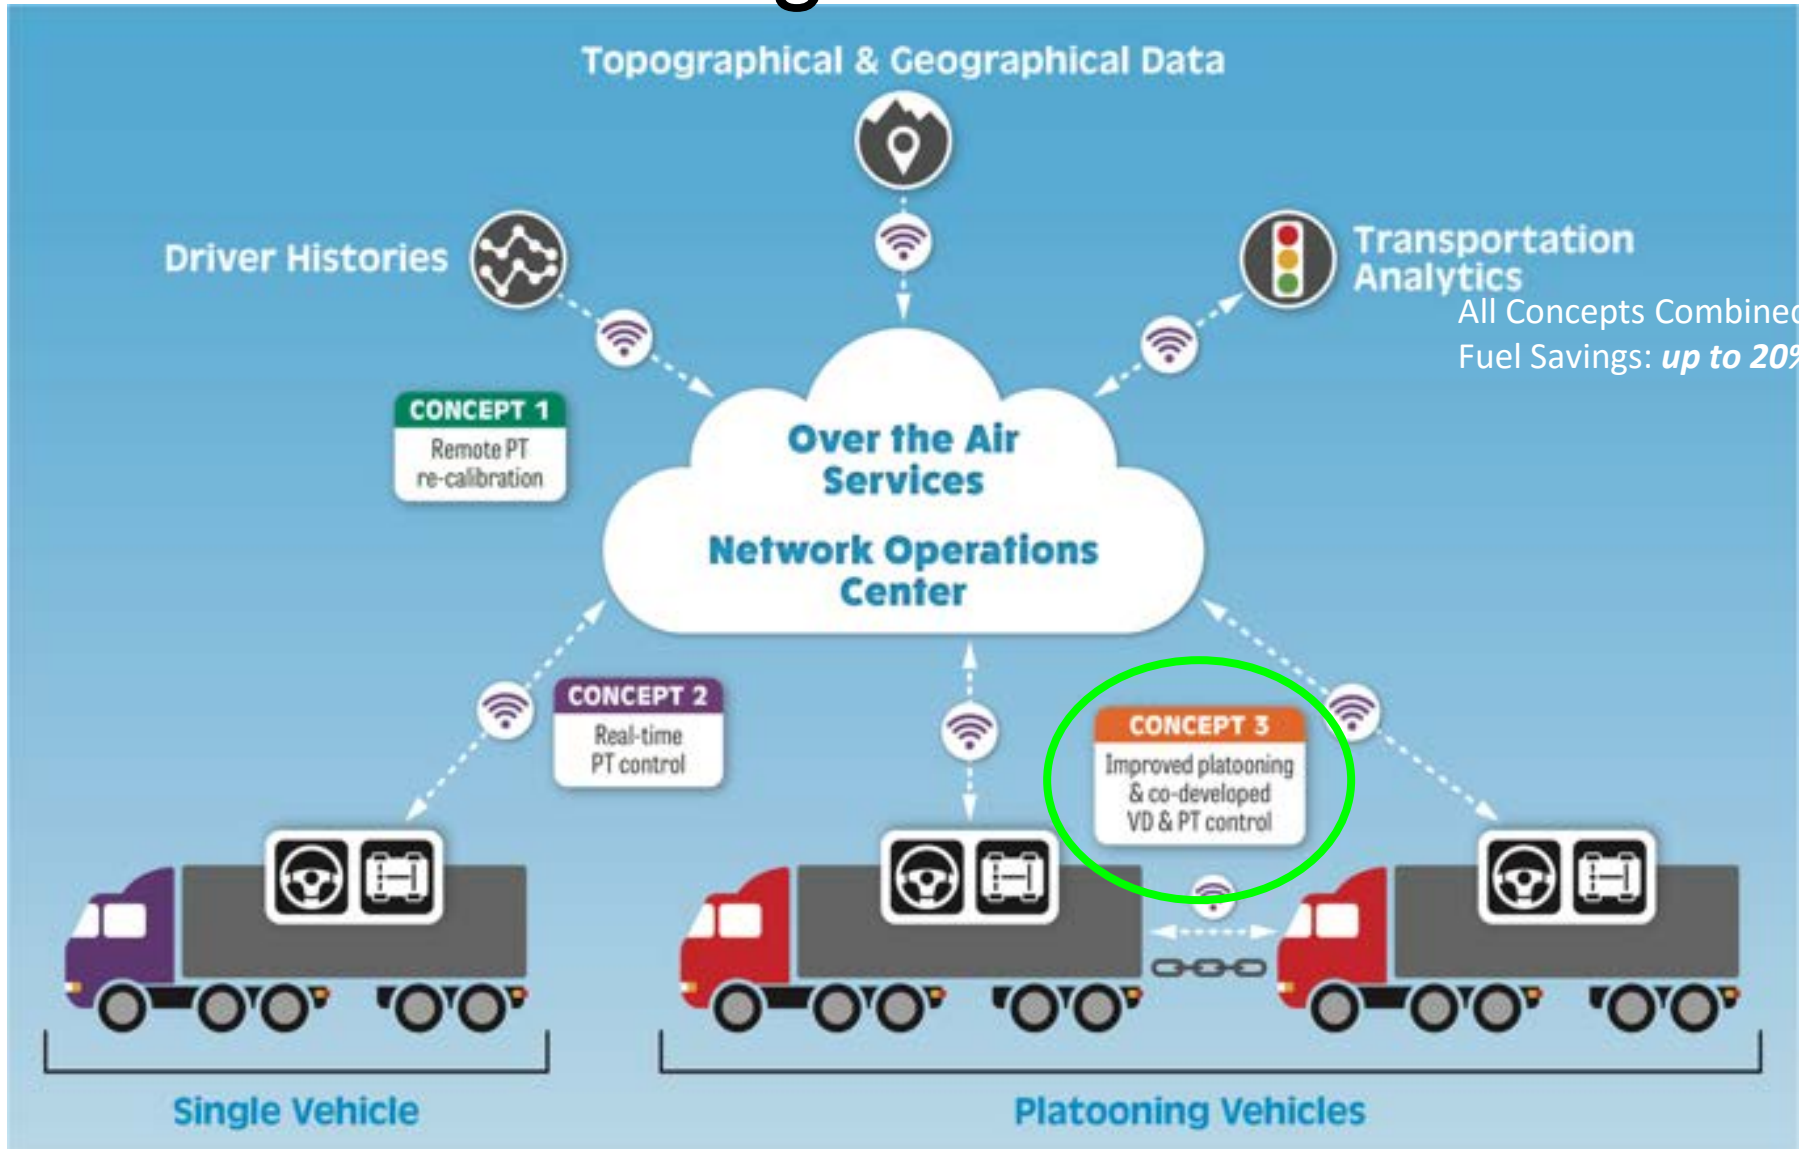 Topographical & Geographical Data
Driver Histories
Transportation
Analytics
All Concepts Combined
Fuel Savings: up to 20%
CONCEPT 1
Remote PT
re-calibration
Over the Air
Services
Network Operations
Center
CONCEPT 2
Real-time
PT control
CONCEPT 3
Improved platooning
& co-developed
VD & PT control
Single Vehicle
Platooning Vehicles